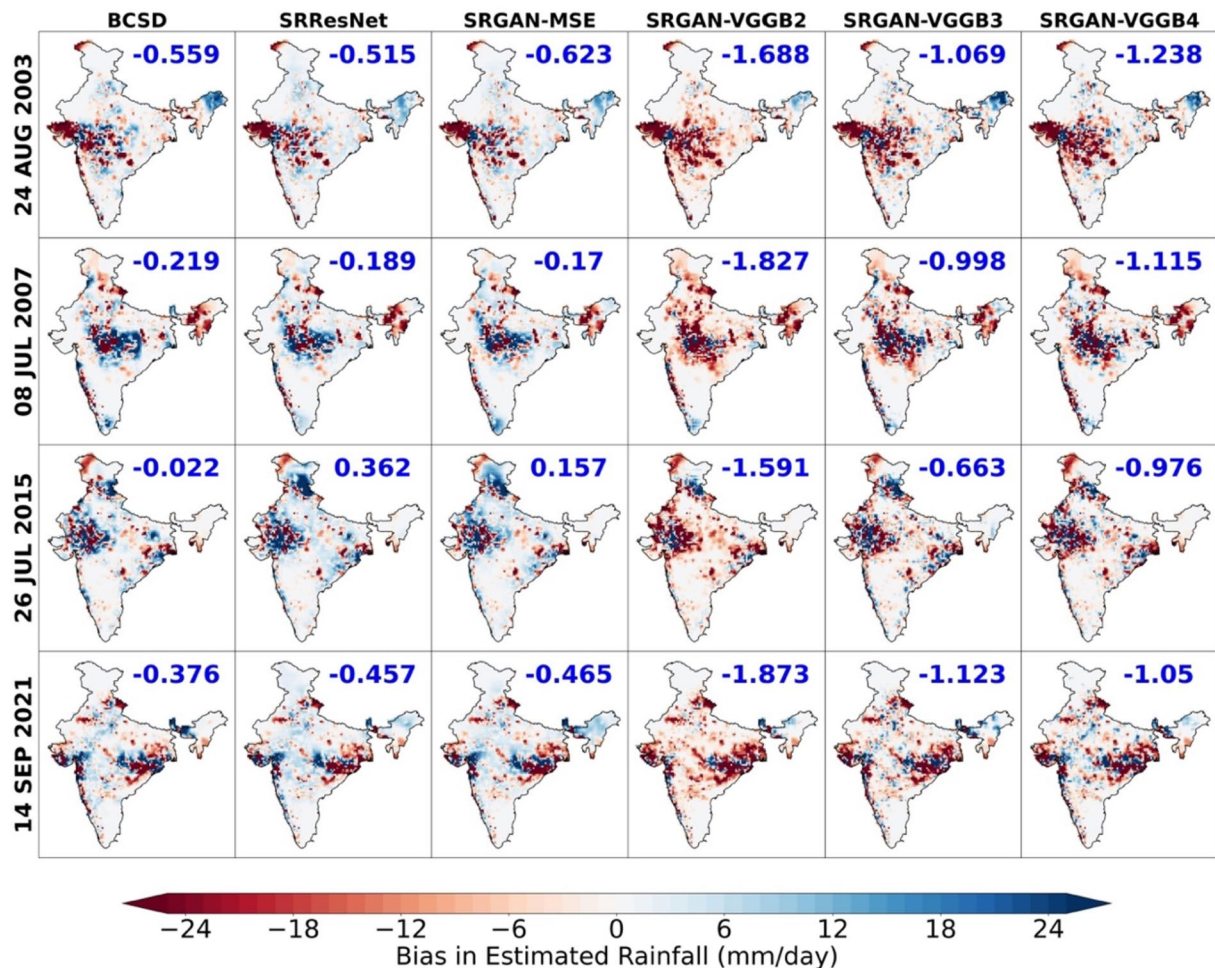 BCSD SRResNet SRGAN-MSE SRGAN-VGGB2 SRGAN-VGGB3 SRGAN-VGGB4
24 AUG 2003
-0.559 -0.515 -0.623 -1.688 -1.069 -1.238
08 JUL 2007
-0.219 -0.189 -0.17 -1.827 -0.998 -1.115
26 JUL 2015
-0.022 0.362 0.157 -1.591 -0.663 -0.976
14 SEP 2021
-0.376 -0.457 -0.465 -1.873 -1.123 -1.05
−24 −18 −12 −6 0 6 12 18 24
Bias in Estimated Rainfall (mm/day)